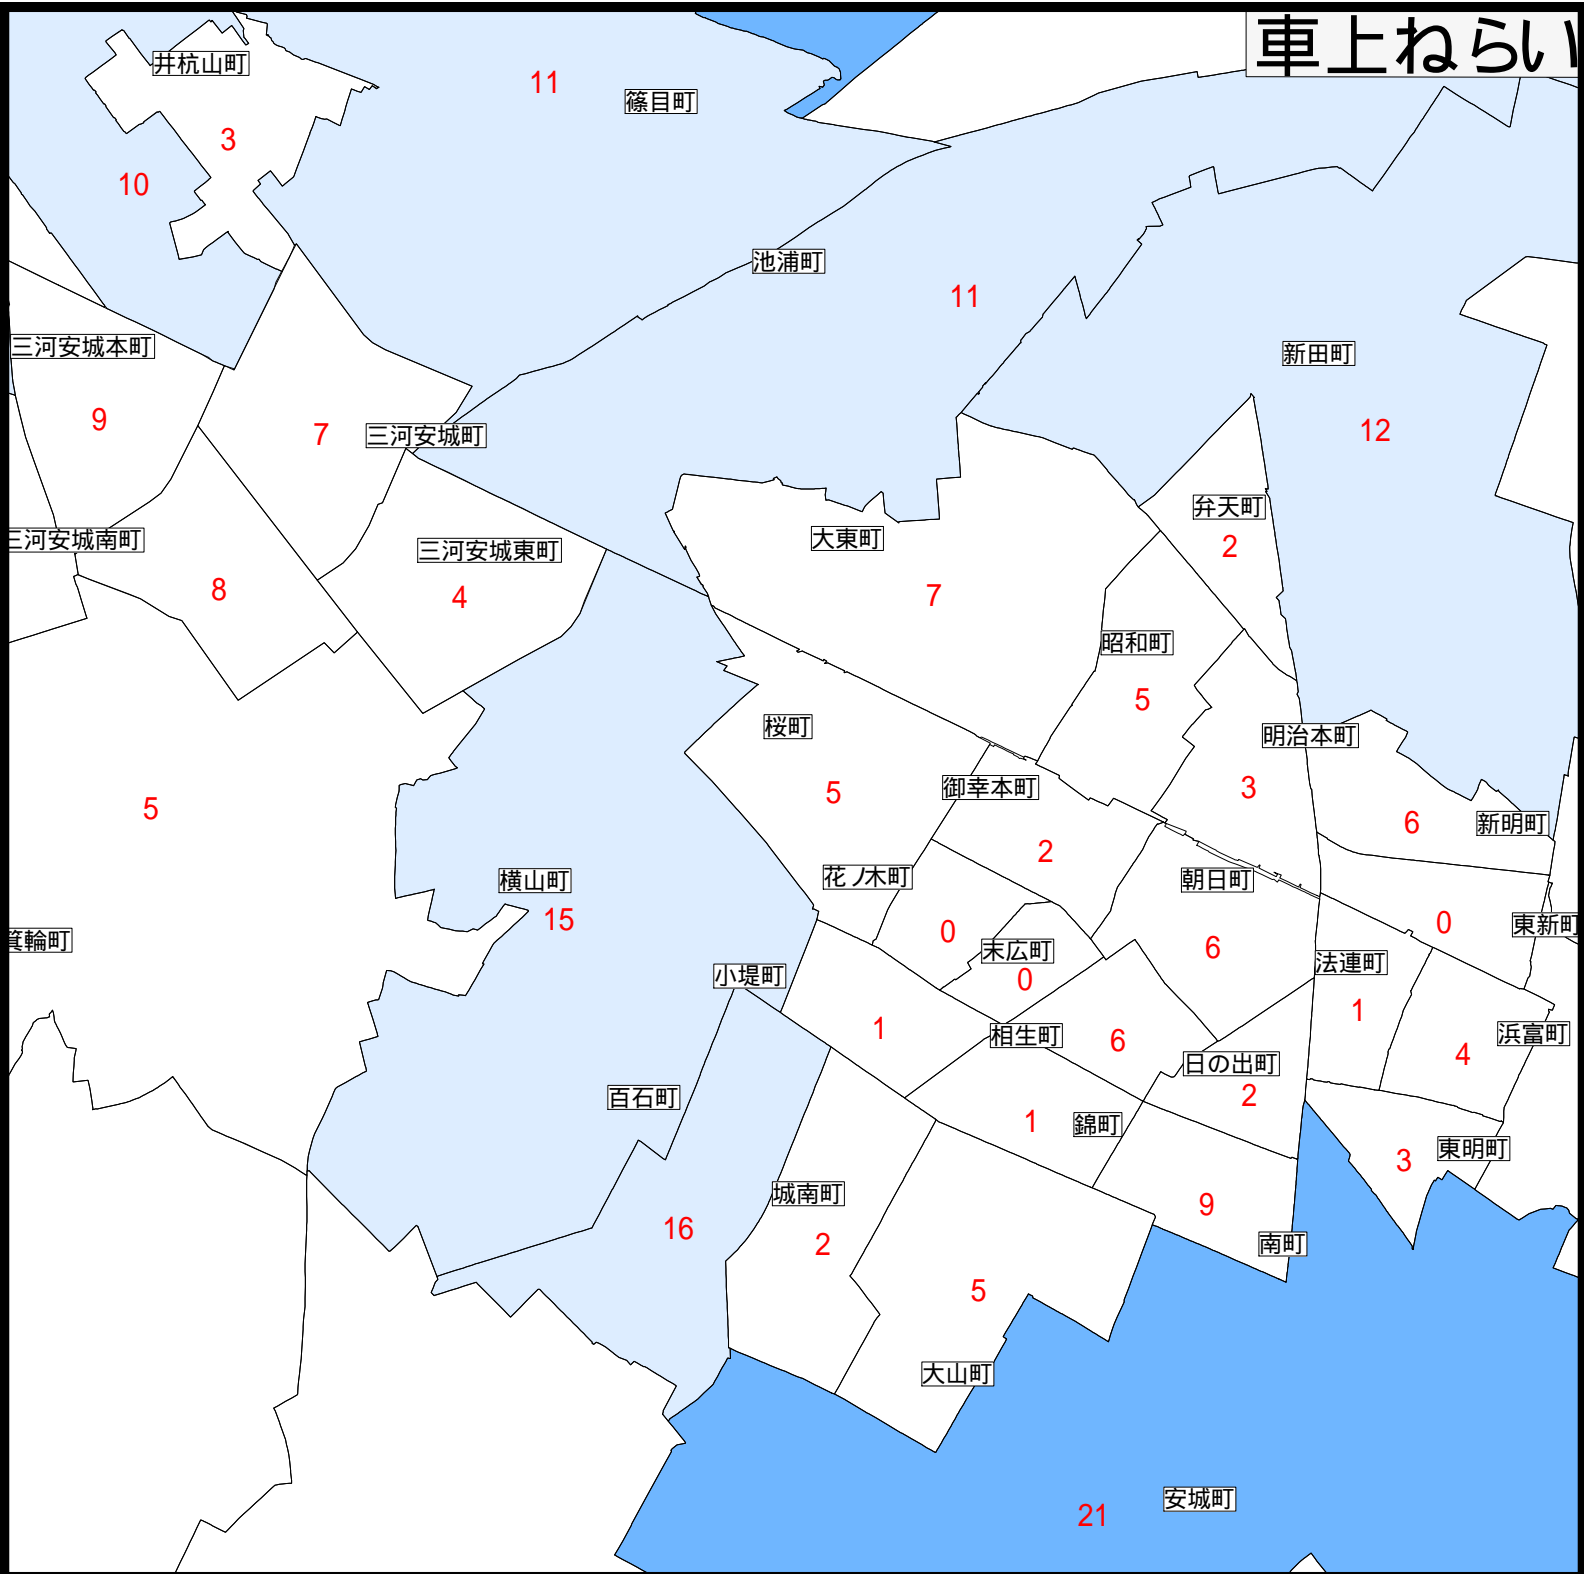 車上ねらい
井杭山町
11
篠目町
3
10
池浦町
11
三河安城本町
新田町
9
7
三河安城町
12
弁天町
三河安城南町
三河安城東町
大東町
2
8
4
7
昭和町
5
桜町
明治本町
5
御幸本町
3
5
6
新明町
2
横山町
花ノ木町
朝日町
15
0
0
東新町
箕輪町
末広町
6
法連町
小堤町
0
1
1
相生町
6
浜富町
日の出町
4
百石町
2
1
錦町
3
東明町
城南町
9
16
2
南町
5
大山町
安城町
21